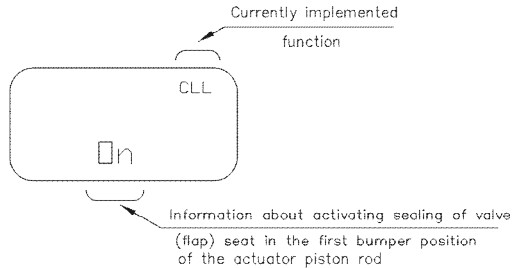 Currently implemented
function
CLL
On
Information about activating sealing of valve
(flap) seat in the first bumper position
of the actuator piston rod